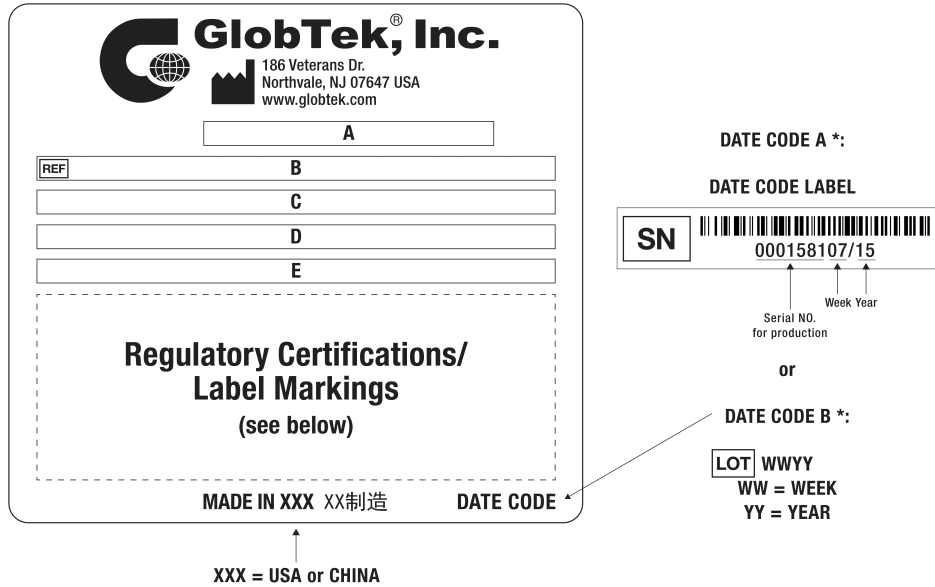 GlobTek,® Inc.
186 Veterans Dr.
Northvale, NJ 07647 USA
www.globtek.com
A
REF B
C
D
E
Regulatory Certifications/
Label Markings
(see below)
MADE IN XXX XX制造 DATE CODE
XXX = USA or CHINA
DATE CODE A *:
DATE CODE LABEL
SN
000158107/15
Week Year
Serial NO.
for production
or
DATE CODE B *:
LOT WWYY
WW = WEEK
YY = YEAR